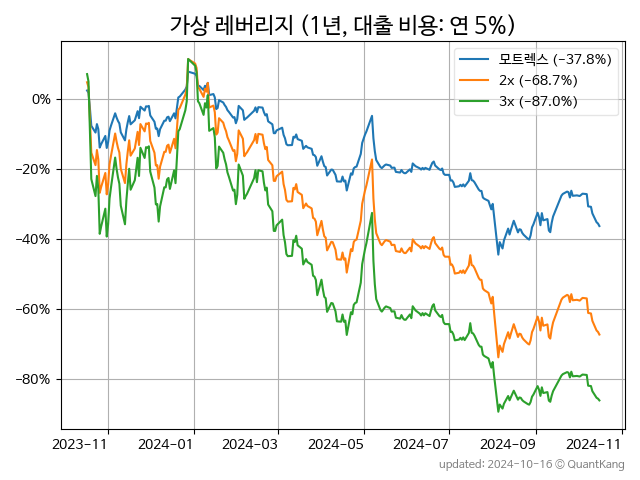 가상 레버리지 (1년, 대출 비용: 연 5%)
모트렉스 (-37.8%)
2x (-68.7%)
3x (-87.0%)
0%
-20%
-40%
-60%
-80%
2023-11
2024-01
2024-03
2024-05
2024-07
2024-09
2024-11
updated: 2024-10-16 © QuantKang